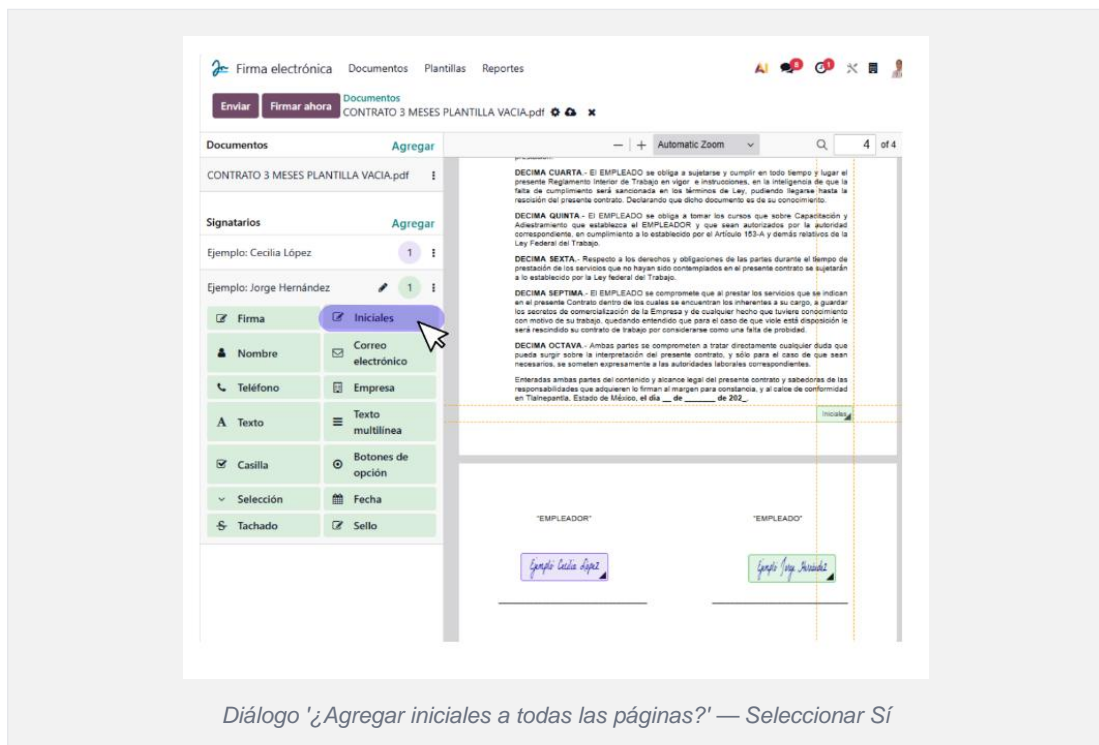 Firma electrónica Documentos Plantillas Reportes
Enviar Firmar ahora Documentos
CONTRATO 3 MESES PLANTILLA VACIA.pdf
Documentos Agregar
Automatic Zoom 4 of 4
CONTRATO 3 MESES PLANTILLA VACIA.pdf
Signatarios Agregar
Ejemplo: Cecilia López 1
Ejemplo: Jorge Hernández 1
Firma Iniciales
Nombre Correo electrónico
Teléfono Empresa
Texto Texto multilínea
Casilla Botones de opción
Selección Fecha
Tachado Sello
DECIMA CUARTA.- El EMPLEADO se obliga a sujetarse y cumplir en todo tiempo y lugar el
presente Reglamento Interior de Trabajo en vigor e instrucciones, en la inteligencia de que la
falta de cumplimiento será sancionada en los términos de Ley, pudiendo llegarse hasta la
rescisión del presente contrato. Declarando que dicho documento es de su conocimiento.
DECIMA QUINTA.- El EMPLEADO se obliga a tomar los cursos que sobre Capacitación y
Adiestramiento que establezca el EMPLEADOR y que sean autorizados por la autoridad
correspondiente, en cumplimiento a lo establecido por el Artículo 153-A y demás relativos de la
Ley Federal del Trabajo.
DECIMA SEXTA.- Respecto a los derechos y obligaciones de las partes durante el tiempo de
prestación de los servicios que no hayan sido contemplados en el presente contrato se sujetarán
a lo establecido por la Ley federal del Trabajo.
DECIMA SEPTIMA.- El EMPLEADO se compromete que al prestar los servicios que se indican
en el presente Contrato dentro de los cuales se encuentran los inherentes a su cargo, a guardar
los secretos de comercialización de la Empresa y de cualquier hecho que tuviere conocimiento
con motivo de su trabajo, quedando entendido que para el caso de que viole está disposición le
será rescindido su contrato de trabajo por considerarse como una falta de probidad.
DECIMA OCTAVA.- Ambas partes se comprometen a tratar directamente cualquier duda que
pueda surgir sobre la interpretación del presente contrato, y sólo para el caso de que sean
necesarios, se someten expresamente a las autoridades laborales correspondientes.
Enteradas ambas partes del contenido y alcance legal del presente contrato y sabedoras de las
responsabilidades que adquieren lo firman al margen para constancia, y al calce de conformidad
en Tlalnepantla, Estado de México, el día __ de _______ de 202_.
Iniciales
"EMPLEADOR" "EMPLEADO"
Ejemplo: Cecilia López Ejemplo: Jorge Hernández
Diálogo '¿Agregar iniciales a todas las páginas?' — Seleccionar Sí